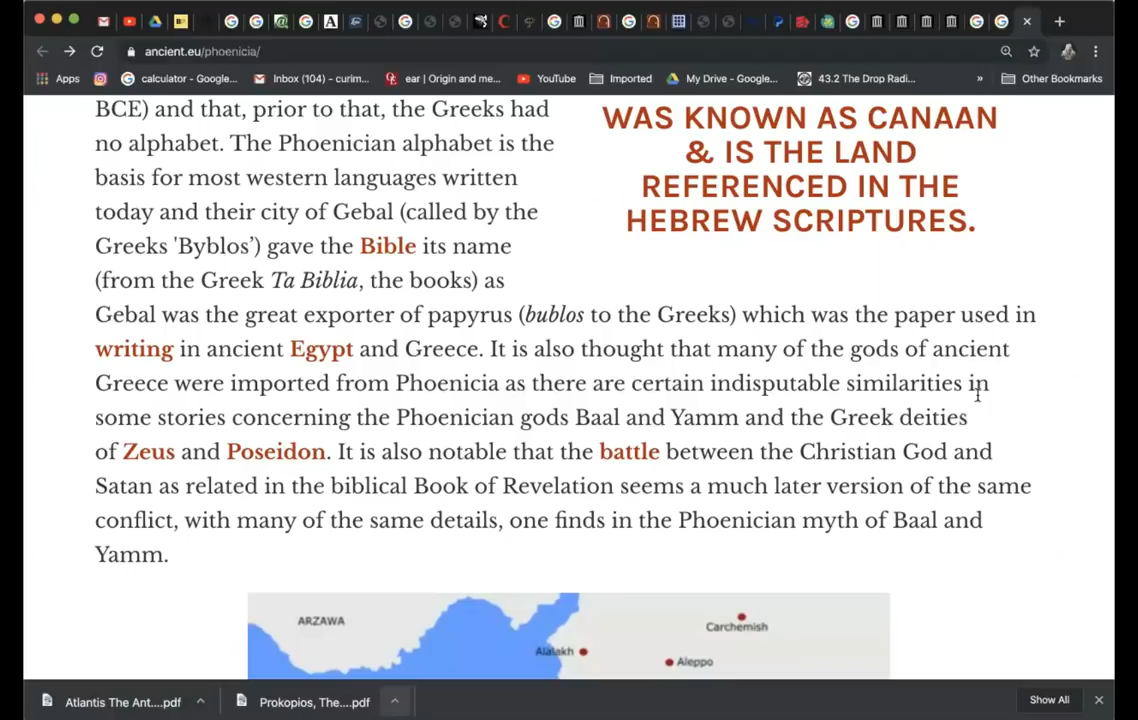 ancient.eu/phoenicia/
Apps
calculator - Google...
Inbox (104) – curim...
ear | Origin and me...
YouTube
Imported
My Drive - Google...
43.2 The Drop Radi...
»
Other Bookmarks
BCE) and that, prior to that, the Greeks had
no alphabet. The Phoenician alphabet is the
basis for most western languages written
today and their city of Gebal (called by the
Greeks 'Byblos') gave the Bible its name
(from the Greek Ta Biblia, the books) as
WAS KNOWN AS CANAAN
& IS THE LAND
REFERENCED IN THE
HEBREW SCRIPTURES.
Gebal was the great exporter of papyrus (bublos to the Greeks) which was the paper used in
writing in ancient Egypt and Greece. It is also thought that many of the gods of ancient
Greece were imported from Phoenicia as there are certain indisputable similarities in
some stories concerning the Phoenician gods Baal and Yamm and the Greek deities
of Zeus and Poseidon. It is also notable that the battle between the Christian God and
Satan as related in the biblical Book of Revelation seems a much later version of the same
conflict, with many of the same details, one finds in the Phoenician myth of Baal and
Yamm.
ARZAWA
Carchemish
Alalakh
Aleppo
Atlantis The Ant....pdf
Prokopios, The....pdf
Show All